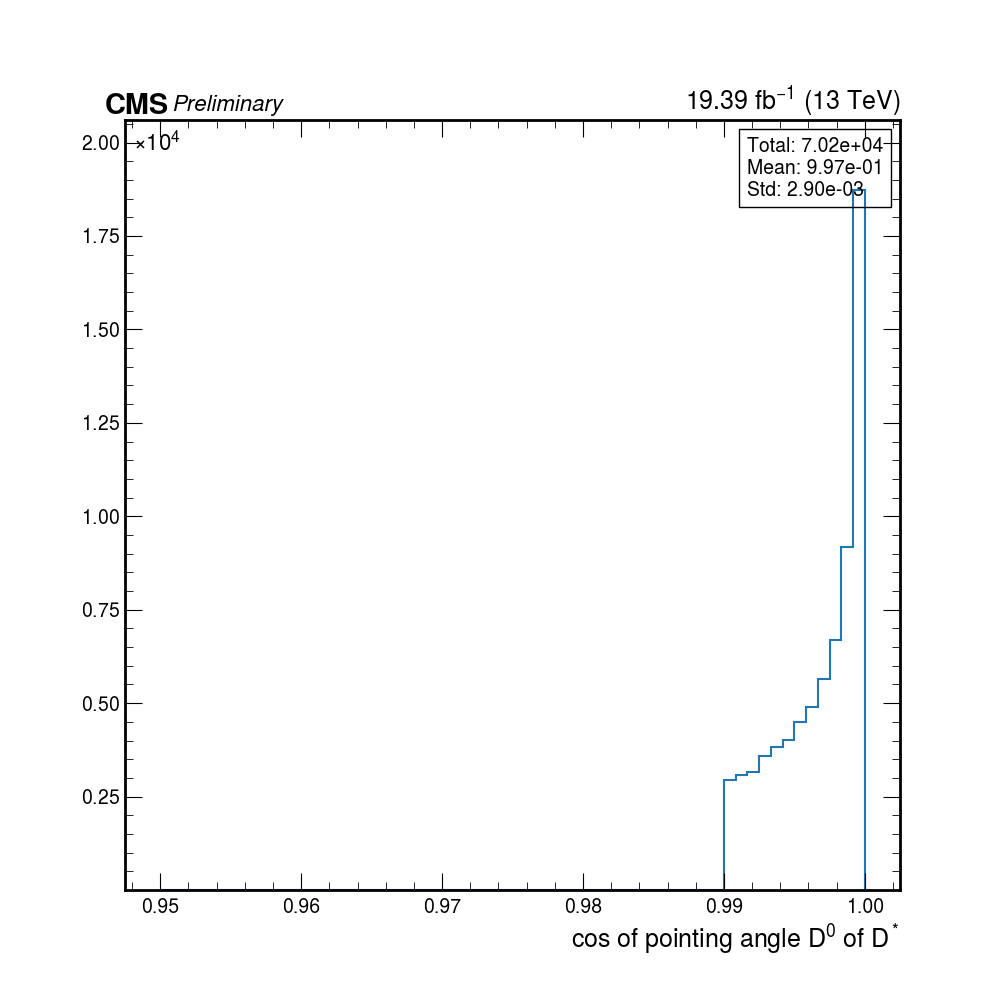 CMS Preliminary
19.39 fb⁻¹ (13 TeV)
×10⁴
Total: 7.02e+04
Mean: 9.97e-01
Std: 2.90e-03
2.00
1.75
1.50
1.25
1.00
0.75
0.50
0.25
0.95 0.96 0.97 0.98 0.99 1.00
cos of pointing angle D⁰ of D*